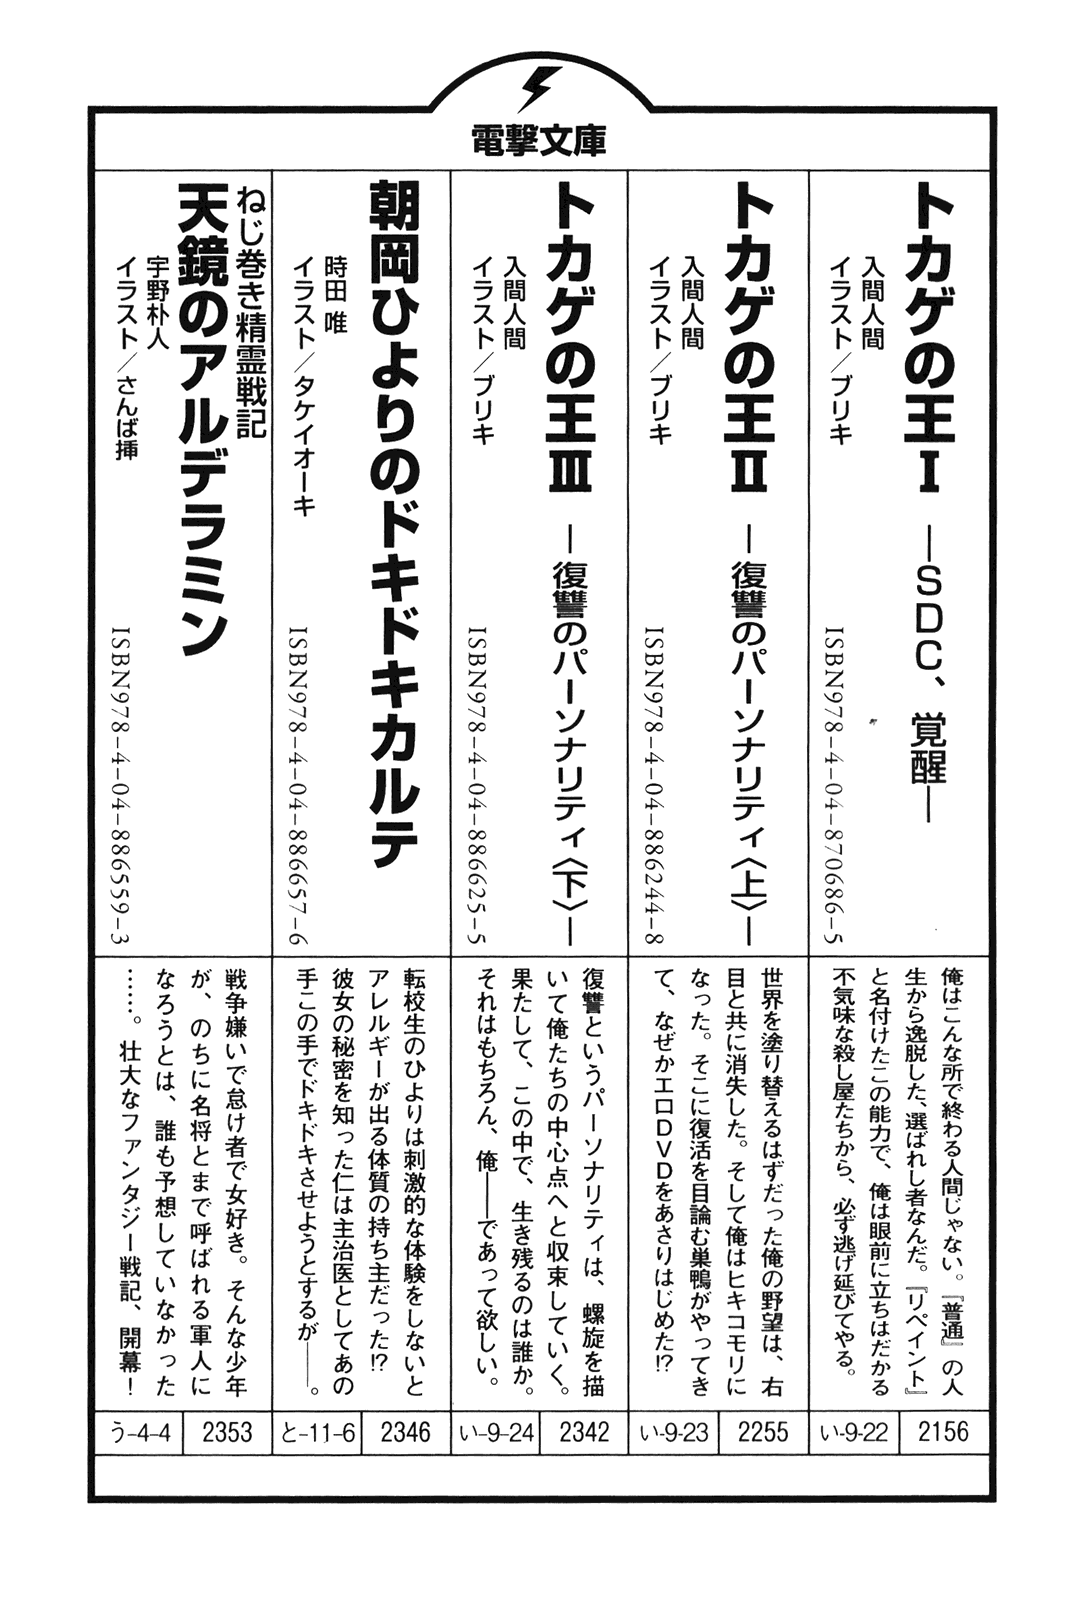 電撃文庫
トカゲの王Ⅰ ―SDC、覚醒―
入間人間
イラスト／ブリキ
ISBN978-4-04-870686-5
俺はこんな所で終わる人間じゃない。『普通』の人
生から逸脱した、選ばれし者なんだ。『リペイント』
と名付けたこの能力で、俺は眼前に立ちはだかる
不気味な殺し屋たちから、必ず逃げ延びてやる。
い-9-22
2156
トカゲの王Ⅱ ―復讐のパーソナリティ〈上〉―
入間人間
イラスト／ブリキ
ISBN978-4-04-886244-8
世界を塗り替えるはずだった俺の野望は、右
目と共に消失した。そして俺はヒキコモリに
なった。そこに復活を目論む巣鴨がやってき
て、なぜかエロDVDをあさりはじめた!?
い-9-23
2255
トカゲの王Ⅲ ―復讐のパーソナリティ〈下〉―
入間人間
イラスト／ブリキ
ISBN978-4-04-886625-5
復讐というパーソナリティは、螺旋を描
いて俺たちの中心点へと収束していく。
果たして、この中で、生き残るのは誰か。
それはもちろん、俺――であって欲しい。
い-9-24
2342
朝岡ひよりのドキドキカルテ
時田 唯
イラスト／タケイオーキ
ISBN978-4-04-886657-6
転校生のひよりは刺激的な体験をしないと
アレルギーが出る体質の持ち主だった!?
彼女の秘密を知った仁は主治医としてあの
手この手でドキドキさせようとするが――。
と-11-6
2346
ねじ巻き精霊戦記
天鏡のアルデラミン
宇野朴人
イラスト／さんば挿
ISBN978-4-04-886559-3
戦争嫌いで怠け者で女好き。そんな少年
が、のちに名将とまで呼ばれる軍人に
なろうとは、誰も予想していなかった
……。壮大なファンタジー戦記、開幕！
う-4-4
2353